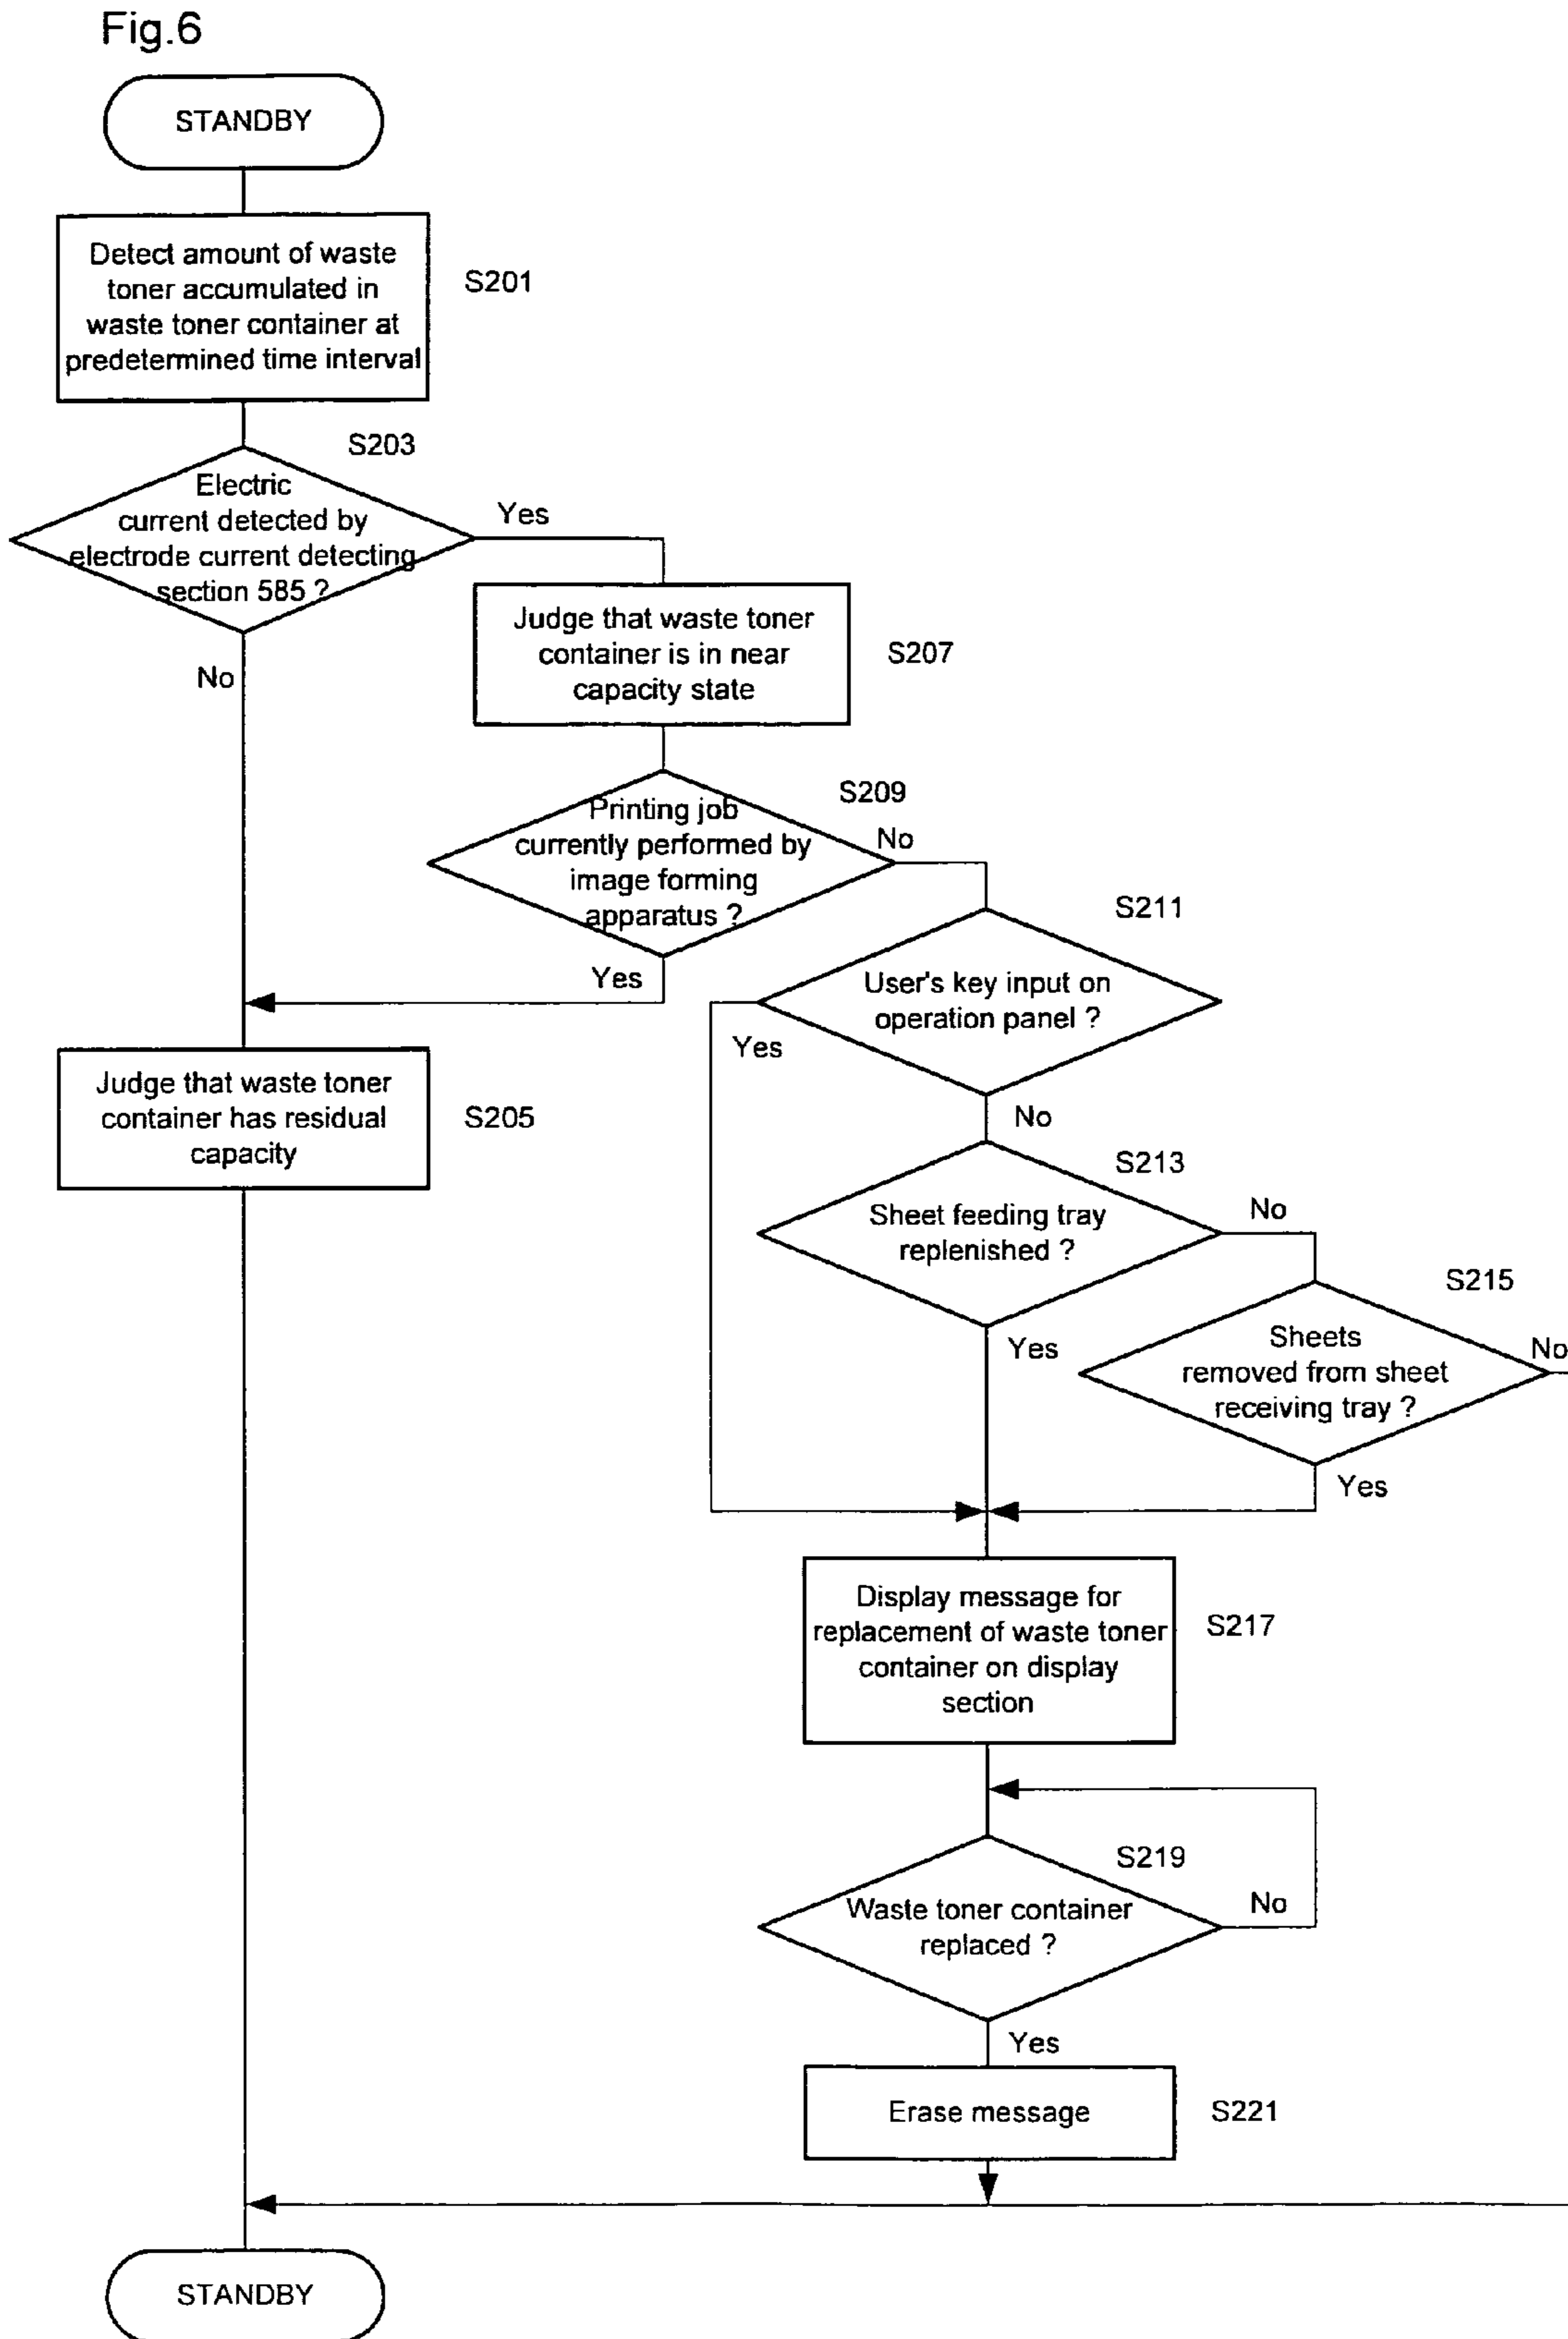 Fig.6
STANDBY
Detect amount of waste
toner accumulated in
waste toner container at
predetermined time interval
S201
S203
Electric
current detected by
electrode current detecting
section 585 ?
Yes
No
Judge that waste toner
container is in near
capacity state
S207
S209
Printing job
currently performed by
image forming
apparatus ?
No
Yes
S211
User's key input on
operation panel ?
Yes
No
Judge that waste toner
container has residual
capacity
S205
S213
Sheet feeding tray
replenished ?
No
Yes
S215
Sheets
removed from sheet
receiving tray ?
No
Yes
Display message for
replacement of waste toner
container on display
section
S217
S219
Waste toner container
replaced ?
No
Yes
Erase message
S221
STANDBY